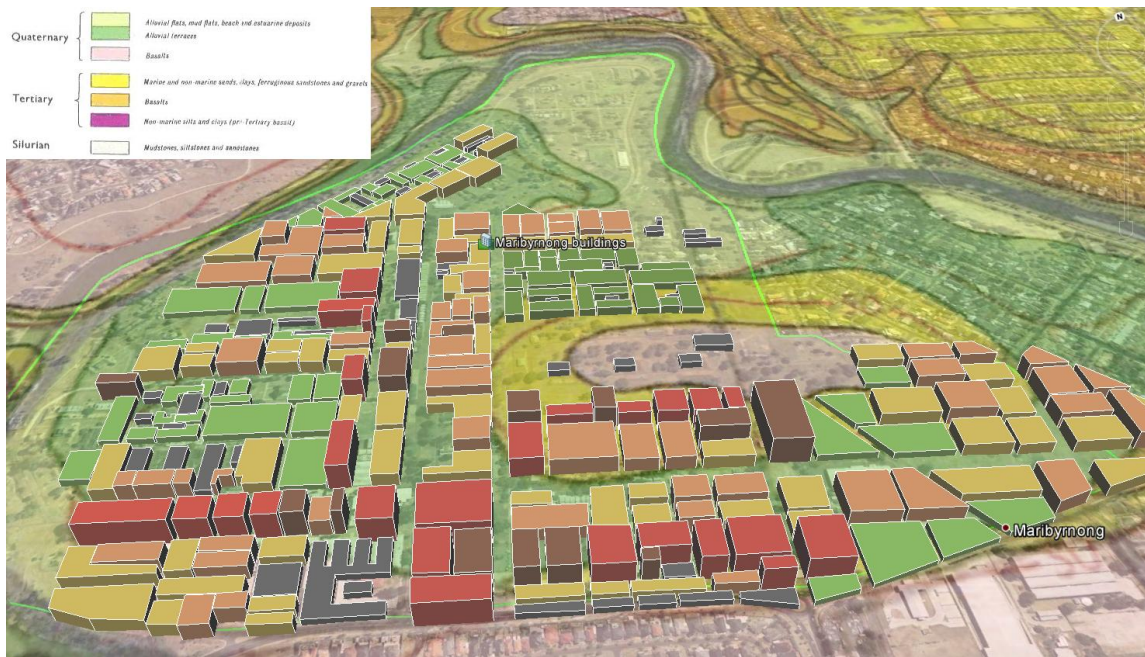 Quaternary
Alluvial flats, mud flats, beach and estuarine deposits
Alluvial terraces
Basalts
Tertiary
Marine and non-marine sands, clays, ferruginous sandstones and gravels
Basalts
Non-marine silts and clays (pre-Tertiary basalt)
Silurian
Mudstones, siltstones and sandstones
N
Maribyrnong buildings
Maribyrnong